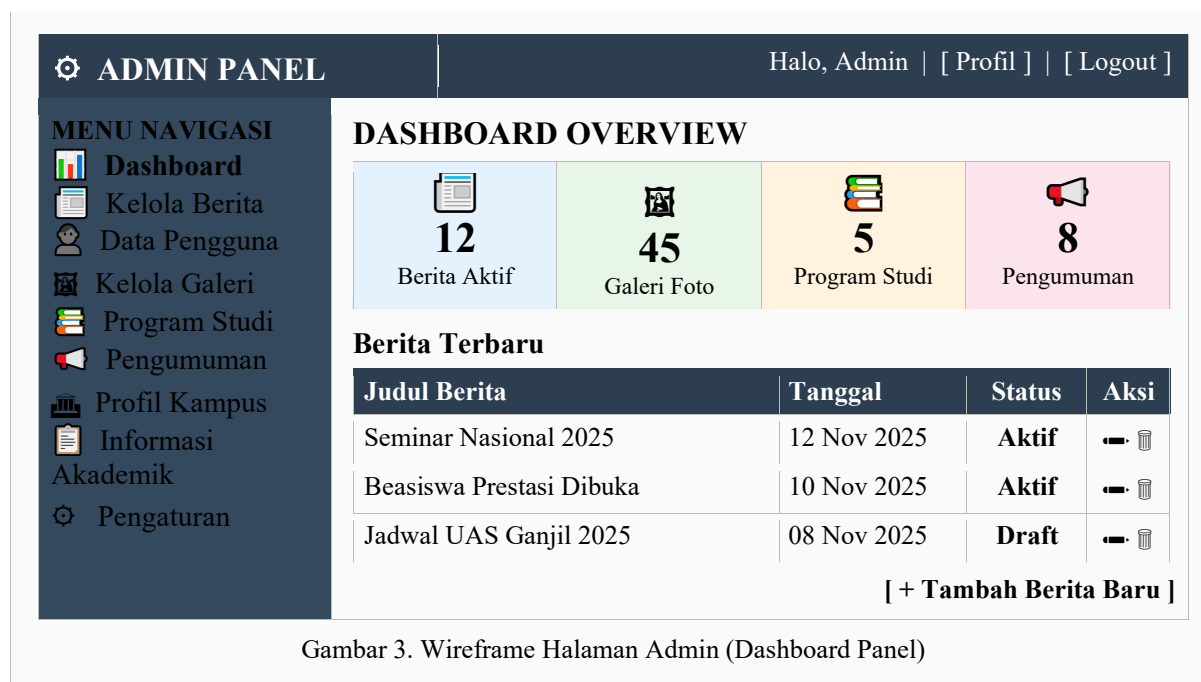 ADMIN PANEL
Halo, Admin | [ Profil ] | [ Logout ]
MENU NAVIGASI
Dashboard
Kelola Berita
Data Pengguna
Kelola Galeri
Program Studi
Pengumuman
Profil Kampus
Informasi
Akademik
Pengaturan
DASHBOARD OVERVIEW
12
Berita Aktif
45
Galeri Foto
5
Program Studi
8
Pengumuman
Berita Terbaru
Judul Berita Tanggal Status Aksi
Seminar Nasional 2025 12 Nov 2025 Aktif
Beasiswa Prestasi Dibuka 10 Nov 2025 Aktif
Jadwal UAS Ganjil 2025 08 Nov 2025 Draft
[ + Tambah Berita Baru ]
Gambar 3. Wireframe Halaman Admin (Dashboard Panel)